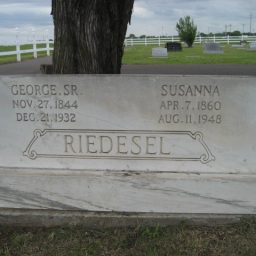 GEORGE. SR.
NOV. 27. 1844
DEC. 21. 1932
SUSANNA
APR. 7. 1860
AUG. 11. 1948
RIEDESEL